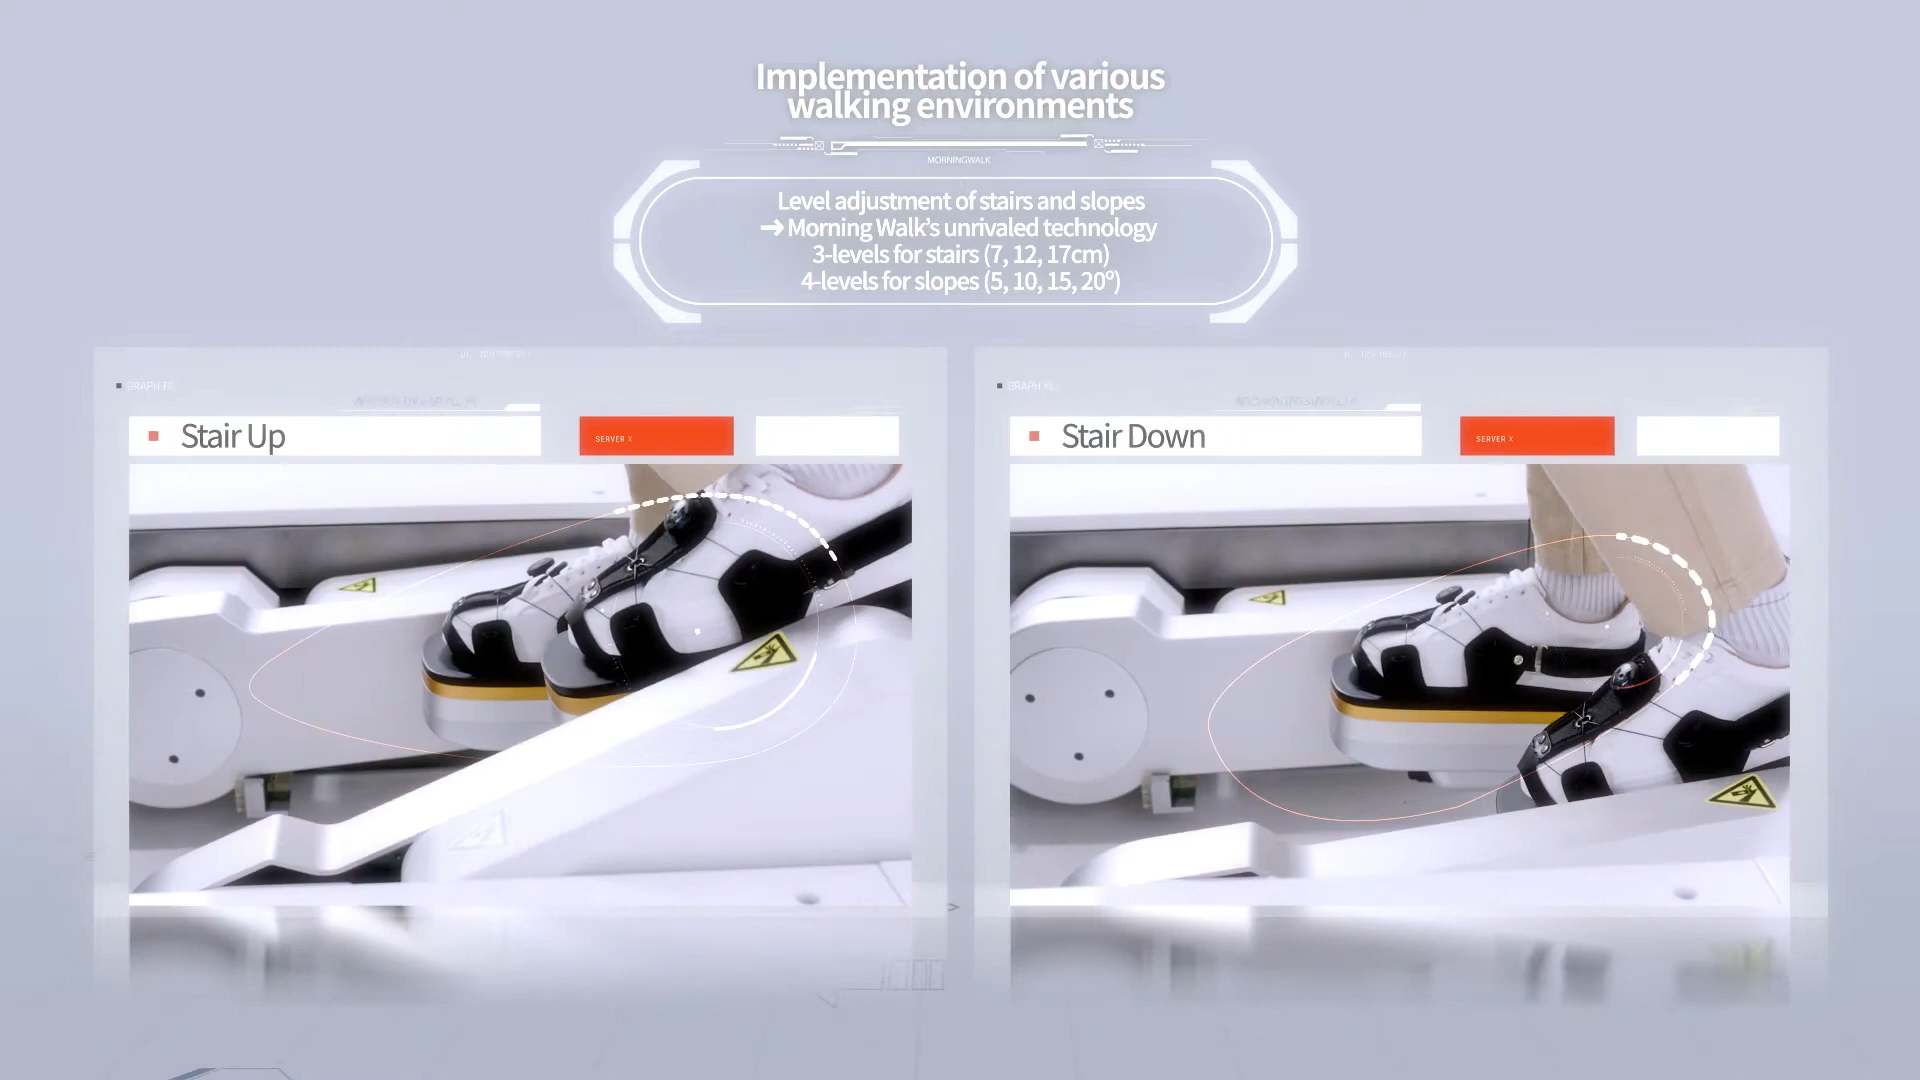 Implementation of various
walking environments
MORNINGWALK
Level adjustment of stairs and slopes
➔Morning Walk's unrivaled technology
3-levels for stairs (7, 12, 17cm)
4-levels for slopes (5, 10, 15, 20º)
GRAPH
Stair Up
SERVER X
GRAPH
Stair Down
SERVER X